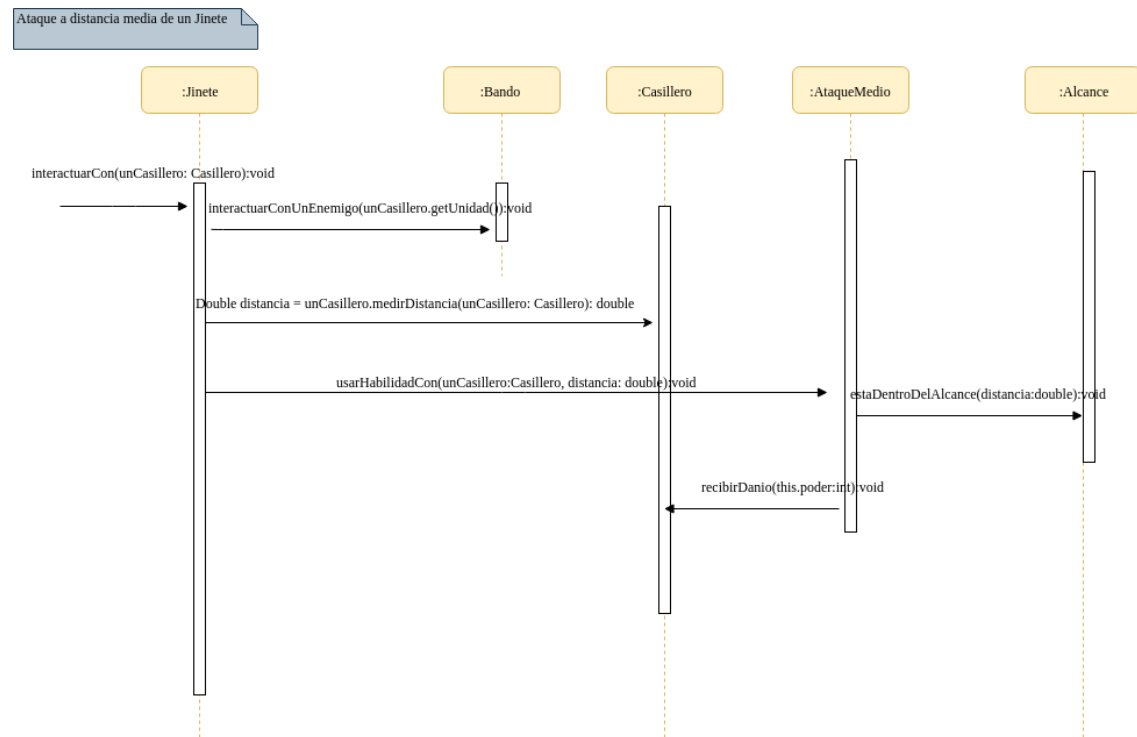 Ataque a distancia media de un Jinete
:Jinete
:Bando
:Casillero
:AtaqueMedio
:Alcance
interactuarCon(unCasillero: Casillero):void
interactuarConUnEnemigo(unCasillero.getUnidad()):void
Double distancia = unCasillero.medirDistancia(unCasillero: Casillero): double
usarHabilidadCon(unCasillero:Casillero, distancia: double):void
estaDentroDelAlcance(distancia:double):void
recibirDanio(this.poder:int):void